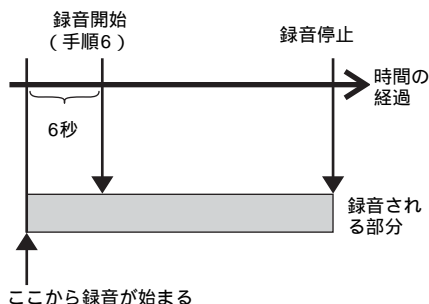 録音開始
(手順6)
録音停止
時間の
経過
6秒
録音され
る部分
ここから録音が始まる